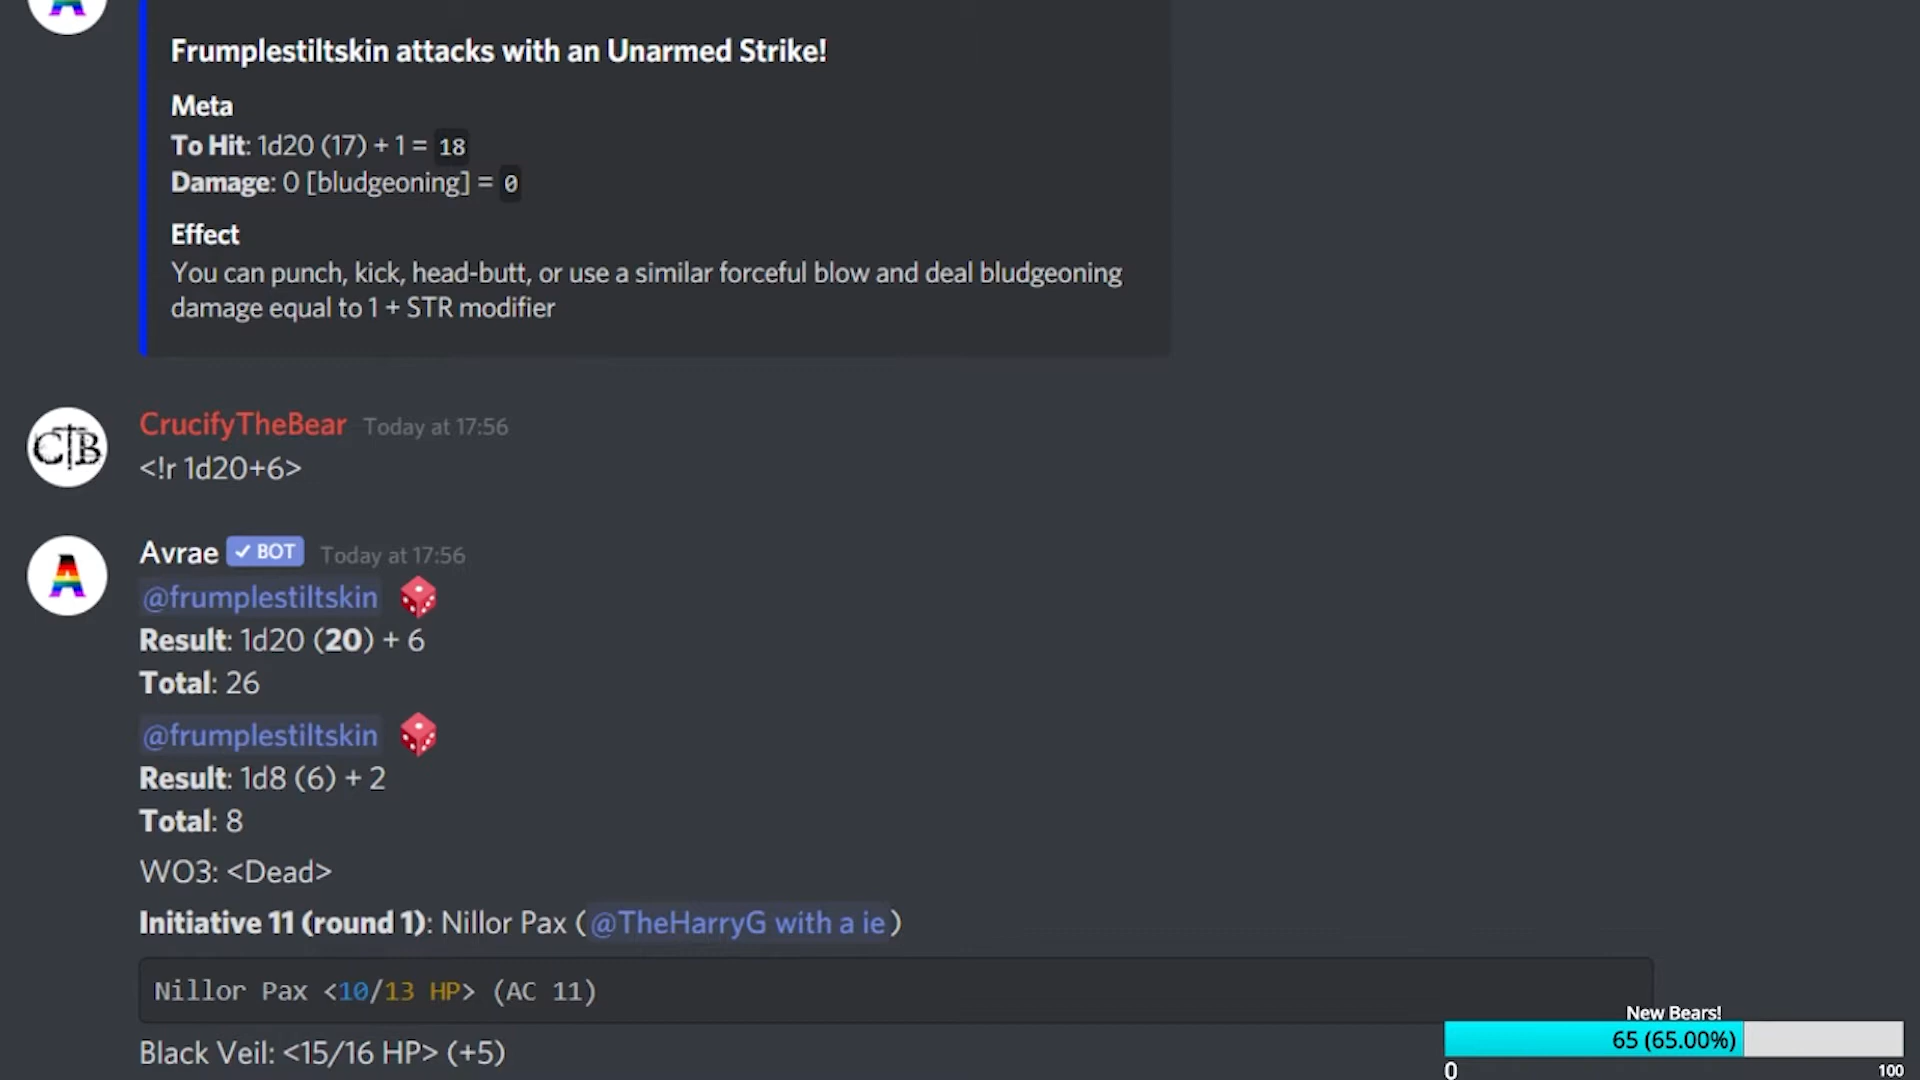 Frumplestiltskin attacks with an Unarmed Strike!
Meta
To Hit: 1d20 (17) + 1 = 18
Damage: 0 [bludgeoning] = 0
Effect
You can punch, kick, head-butt, or use a similar forceful blow and deal bludgeoning
damage equal to 1 + STR modifier
CTB
CrucifyTheBear Today at 17:56
<!r 1d20+6>
A
Avrae ✓ BOT Today at 17:56
@frumplestiltskin
Result: 1d20 (20) + 6
Total: 26
@frumplestiltskin
Result: 1d8 (6) + 2
Total: 8
WO3: <Dead>
Initiative 11 (round 1): Nillor Pax (@TheHarryG with a ie)
Nillor Pax <10/13 HP> (AC 11)
Black Veil: <15/16 HP> (+5)
New Bears!
65 (65.00%)
0 100